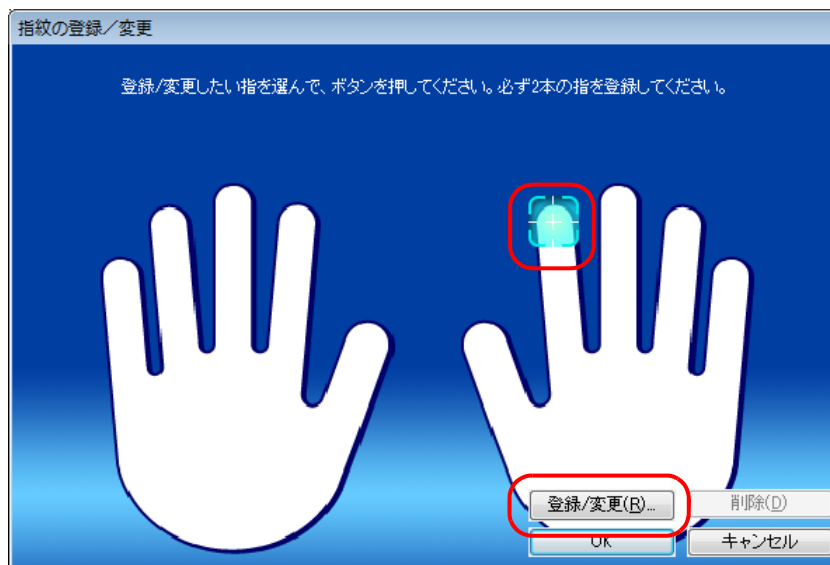 指紋の登録／変更
登録/変更したい指を選んで、ボタンを押してください。必ず2本の指を登録してください。
登録/変更(R)...
削除(D)
OK
キャンセル